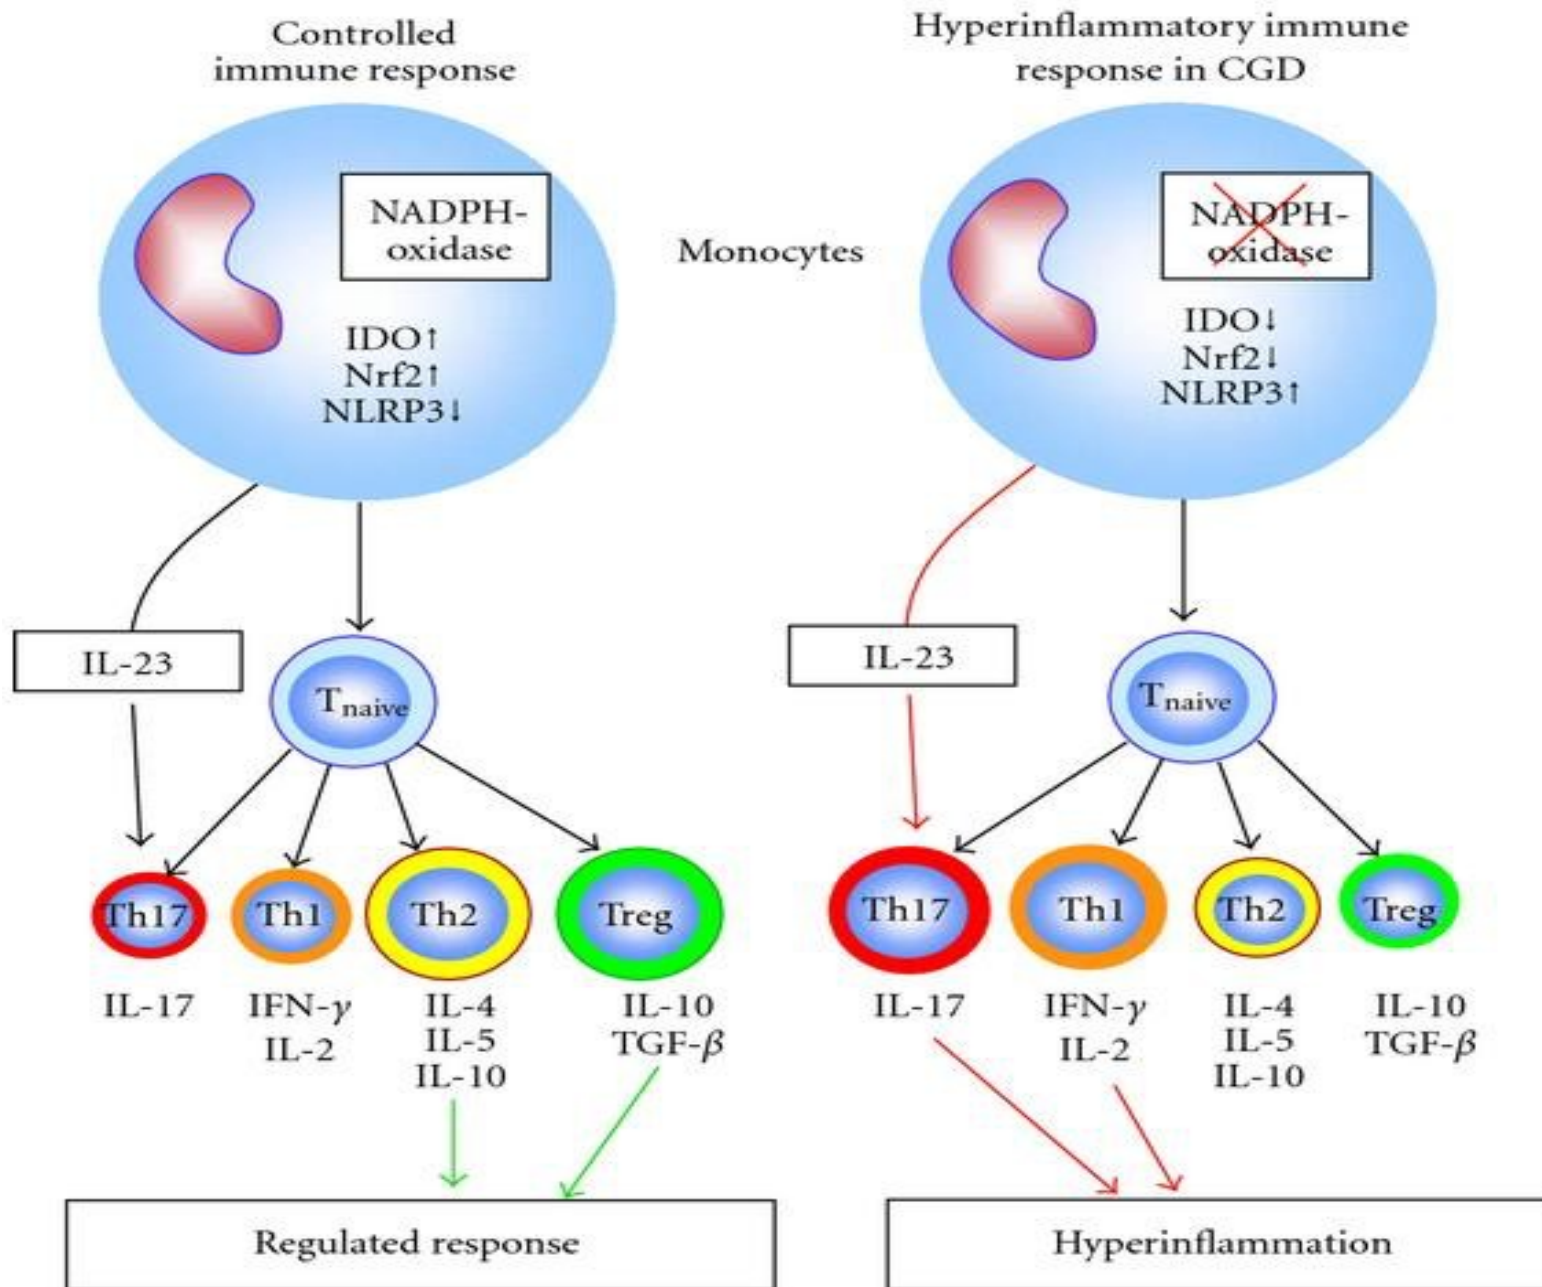 Controlled
immune response
NADPH-
oxidase
IDO↑
Nrf2↑
NLRP3↓
Monocytes
Hyperinflammatory immune
response in CGD
NADPH-
oxidase
IDO↓
Nrf2↓
NLRP3↑
IL-23
Tnaive
Th17
Th1
Th2
Treg
IL-17
IFN-γ
IL-2
IL-4
IL-5
IL-10
IL-10
TGF-β
Regulated response
IL-23
Tnaive
Th17
Th1
Th2
Treg
IL-17
IFN-γ
IL-2
IL-4
IL-5
IL-10
IL-10
TGF-β
Hyperinflammation